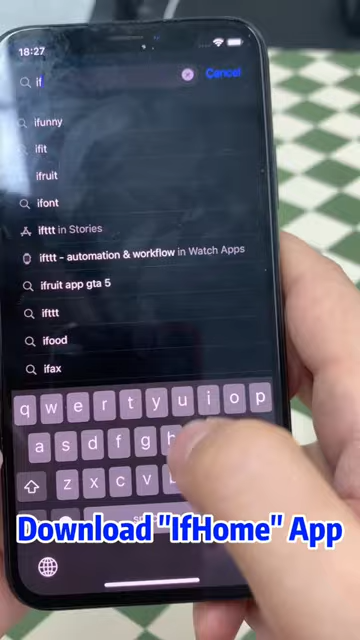 18:27
if
Cancel
ifunny
ifit
ifruit
ifont
ifttt in Stories
ifttt - automation & workflow in Watch Apps
ifruit app gta 5
ifttt
ifood
ifax
q w e r t y u i o p
a s d f g h
z x c v
Download "IfHome" App